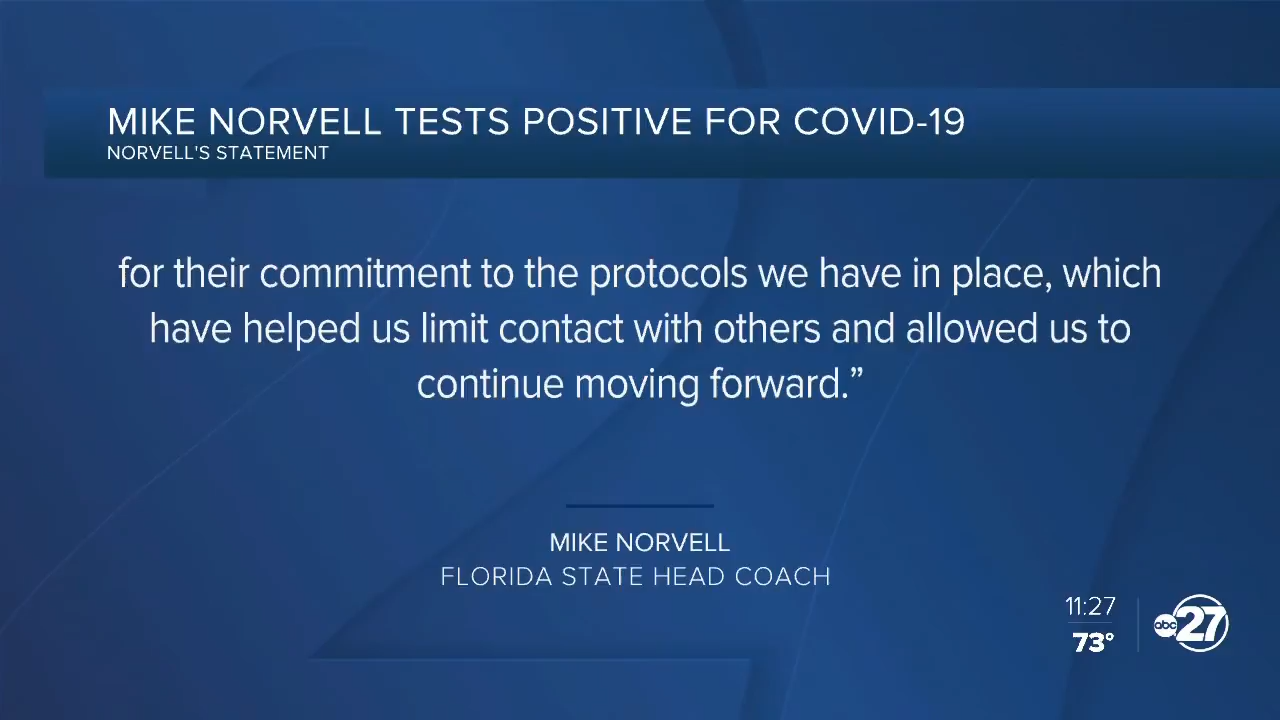 MIKE NORVELL TESTS POSITIVE FOR COVID-19
NORVELL'S STATEMENT
for their commitment to the protocols we have in place, which
have helped us limit contact with others and allowed us to
continue moving forward.”
MIKE NORVELL
FLORIDA STATE HEAD COACH
11:27
73°
abc 27